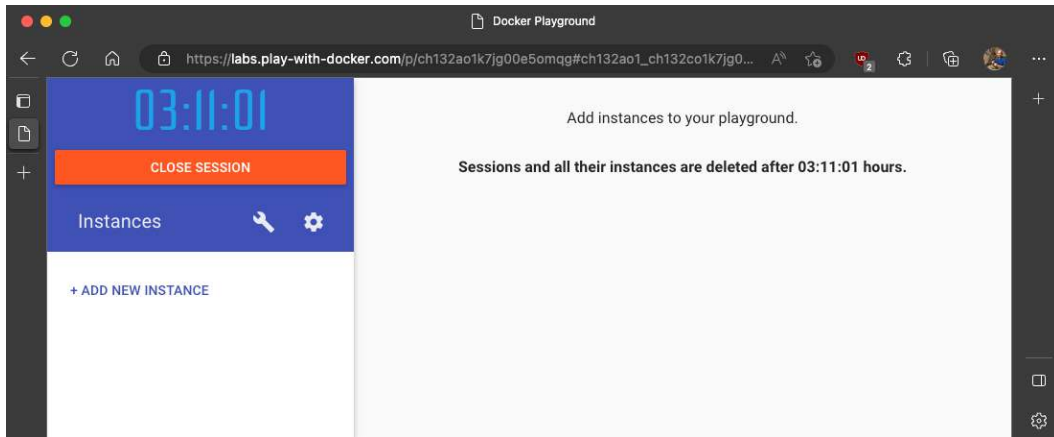 Docker Playground
https://labs.play-with-docker.com/p/ch132ao1k7jg00e5omqg#ch132ao1_ch132co1k7jg0...
2
03:11:01
CLOSE SESSION
Instances
+ ADD NEW INSTANCE
Add instances to your playground.
Sessions and all their instances are deleted after 03:11:01 hours.